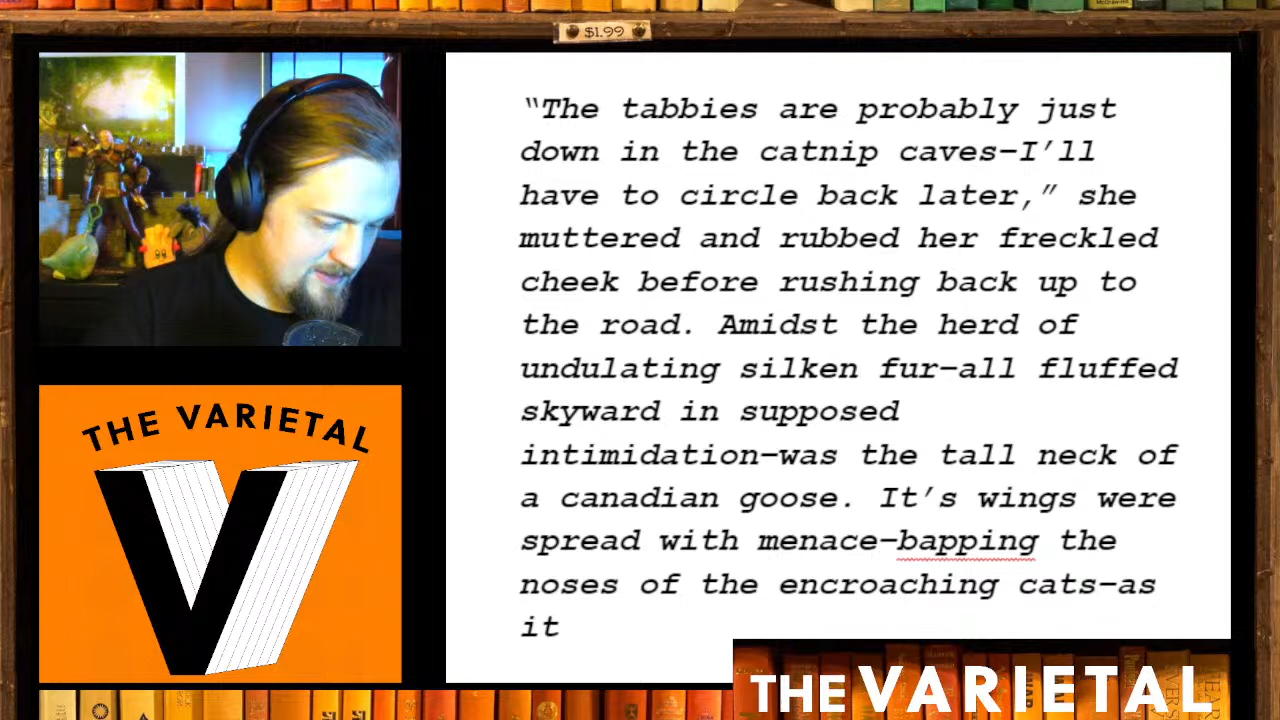 $1.99
“The tabbies are probably just
down in the catnip caves–I’ll
have to circle back later,” she
muttered and rubbed her freckled
cheek before rushing back up to
the road. Amidst the herd of
undulating silken fur–all fluffed
skyward in supposed
intimidation–was the tall neck of
a canadian goose. It’s wings were
spread with menace–bapping the
noses of the encroaching cats–as
it
THE VARIETAL
V
THE VARIETAL